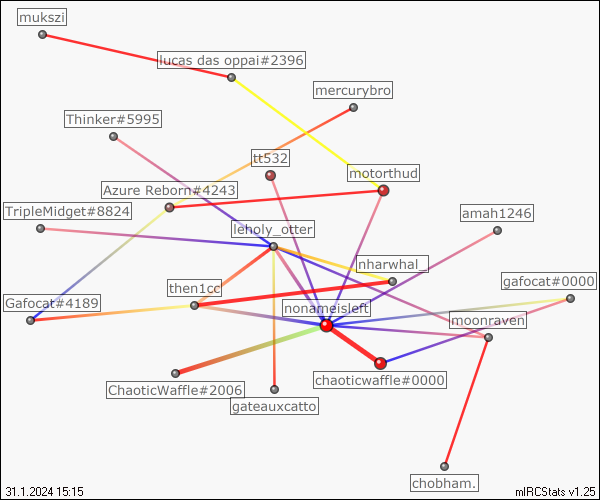 mukszi
lucas das oppai#2396
mercurybro
Thinker#5995
tt532
motorthud
Azure Reborn#4243
TripleMidget#8824
amah1246
leholy_otter
nharwhal_
gafocat#0000
then1cc
Gafocat#4189
nonameisleft
moonraven
chaoticwaffle#0000
ChaoticWaffle#2006
gateauxcatto
chobham.
31.1.2024 15:15
mIRCStats v1.25